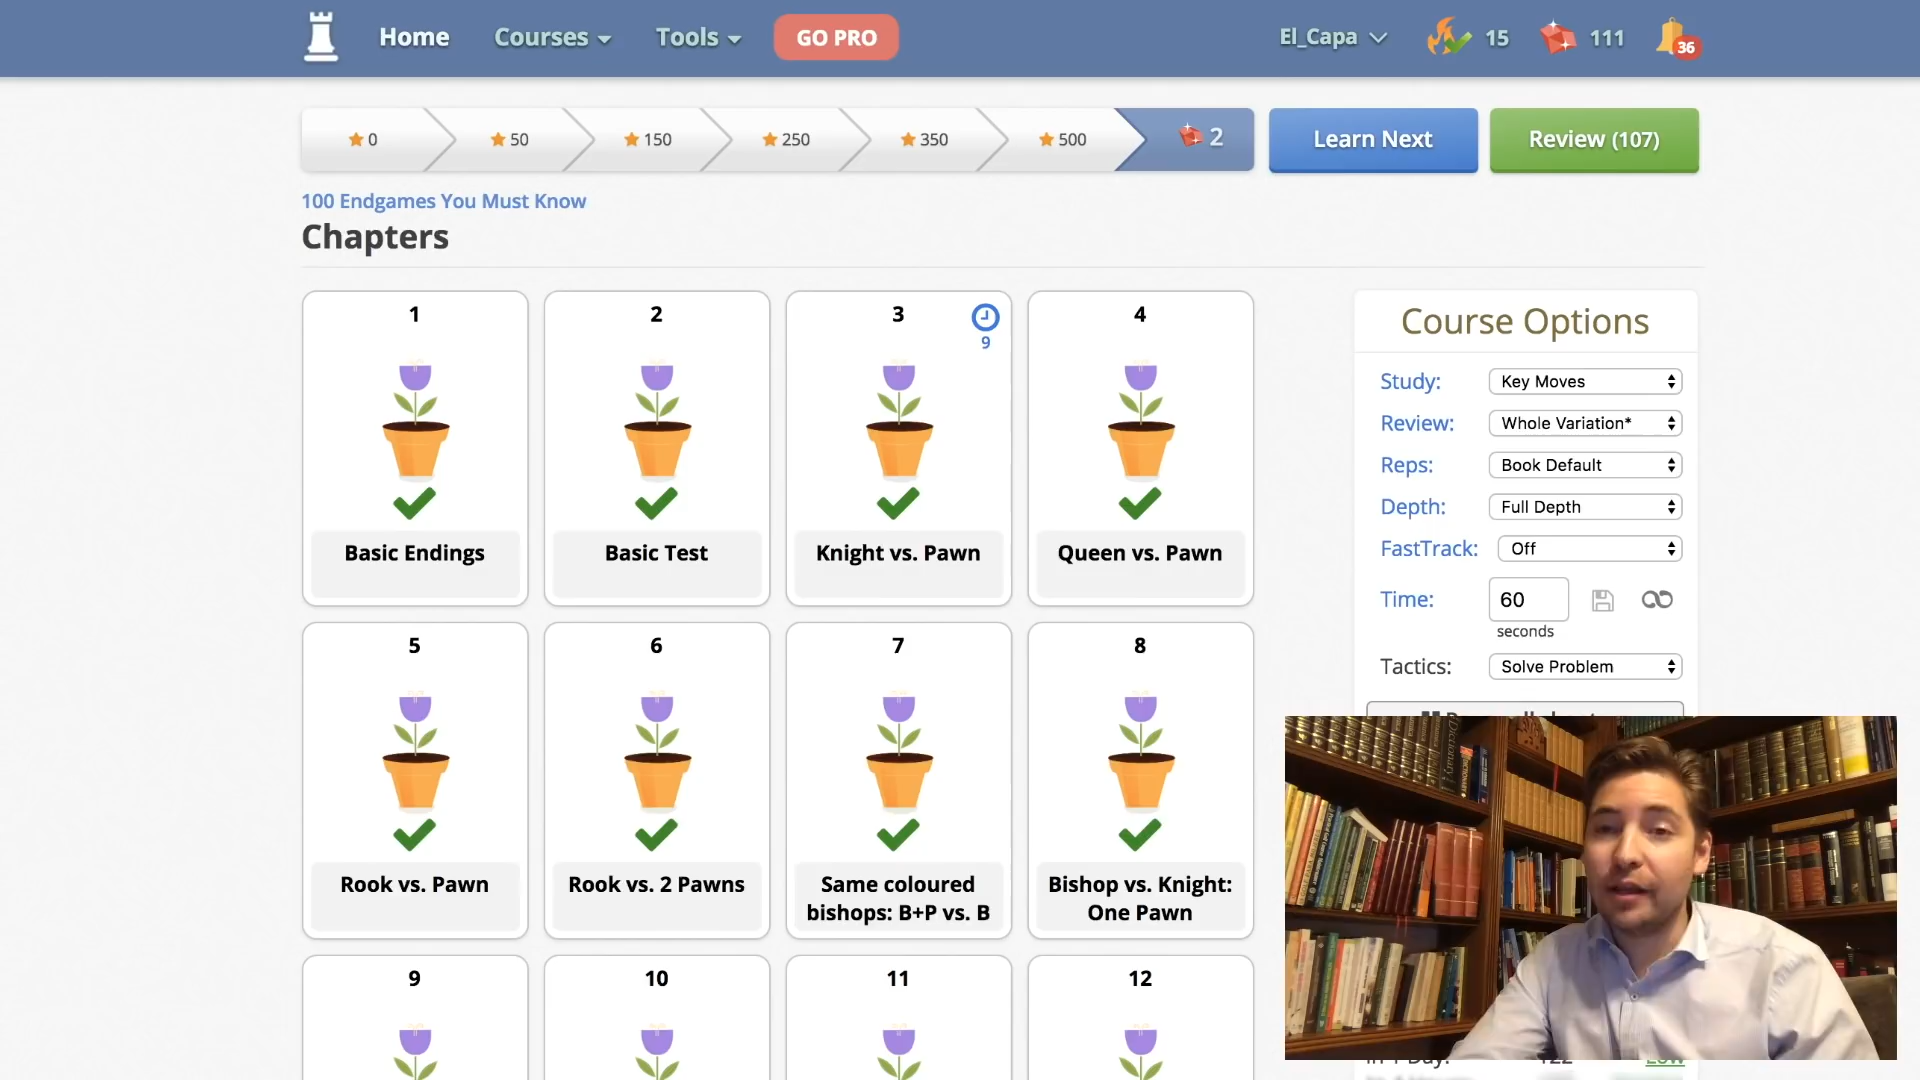 Home
Courses
Tools
GO PRO
El_Capa
15
111
36
0
50
150
250
350
500
2
Learn Next
Review (107)
100 Endgames You Must Know
Chapters
1
Basic Endings
2
Basic Test
3
9
Knight vs. Pawn
4
Queen vs. Pawn
5
Rook vs. Pawn
6
Rook vs. 2 Pawns
7
Same coloured
bishops: B+P vs. B
8
Bishop vs. Knight:
One Pawn
9
10
11
12
Course Options
Study: Key Moves
Review: Whole Variation*
Reps: Book Default
Depth: Full Depth
FastTrack: Off
Time: 60
seconds
Tactics: Solve Problem